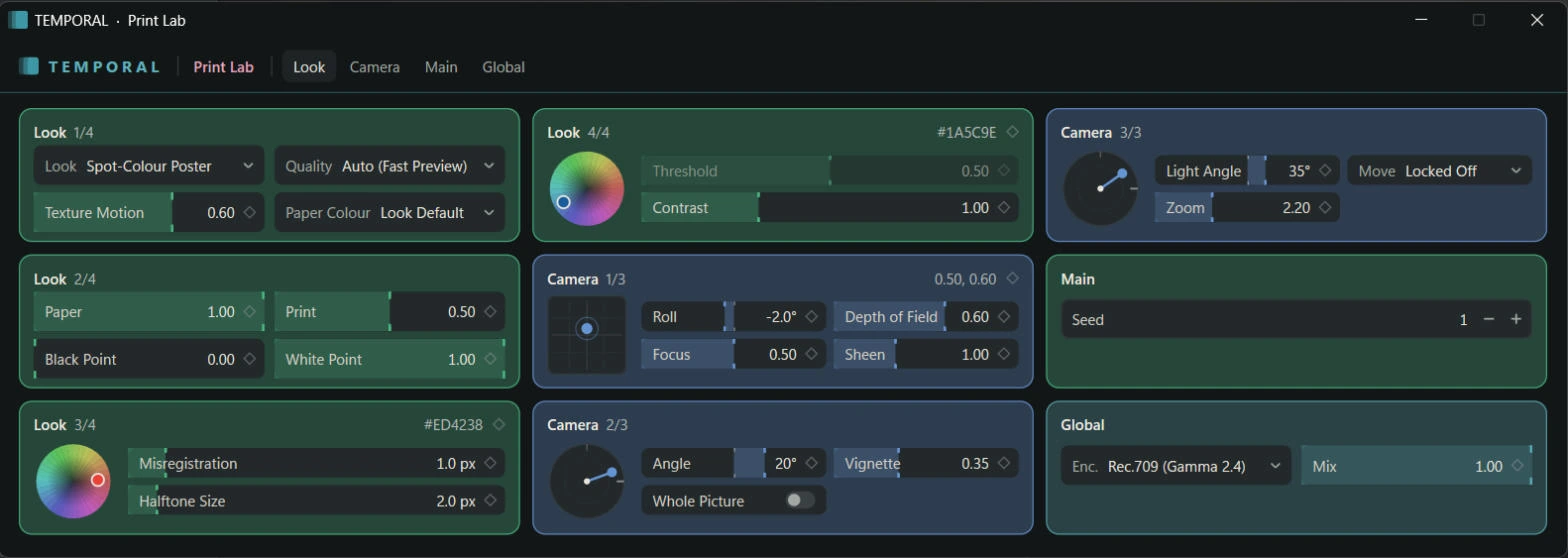 TEMPORAL · Print Lab
TEMPORAL Print Lab Look Camera Main Global
Look 1/4
Look Spot-Colour Poster Quality Auto (Fast Preview)
Texture Motion 0.60 Paper Colour Look Default
Look 4/4 #1A5C9E
Threshold 0.50
Contrast 1.00
Camera 3/3
Light Angle 35° Move Locked Off
Zoom 2.20
Look 2/4
Paper 1.00 Print 0.50
Black Point 0.00 White Point 1.00
Camera 1/3 0.50, 0.60
Roll -2.0° Depth of Field 0.60
Focus 0.50 Sheen 1.00
Main
Seed 1 − +
Look 3/4 #ED4238
Misregistration 1.0 px
Halftone Size 2.0 px
Camera 2/3
Angle 20° Vignette 0.35
Whole Picture
Global
Enc. Rec.709 (Gamma 2.4) Mix 1.00